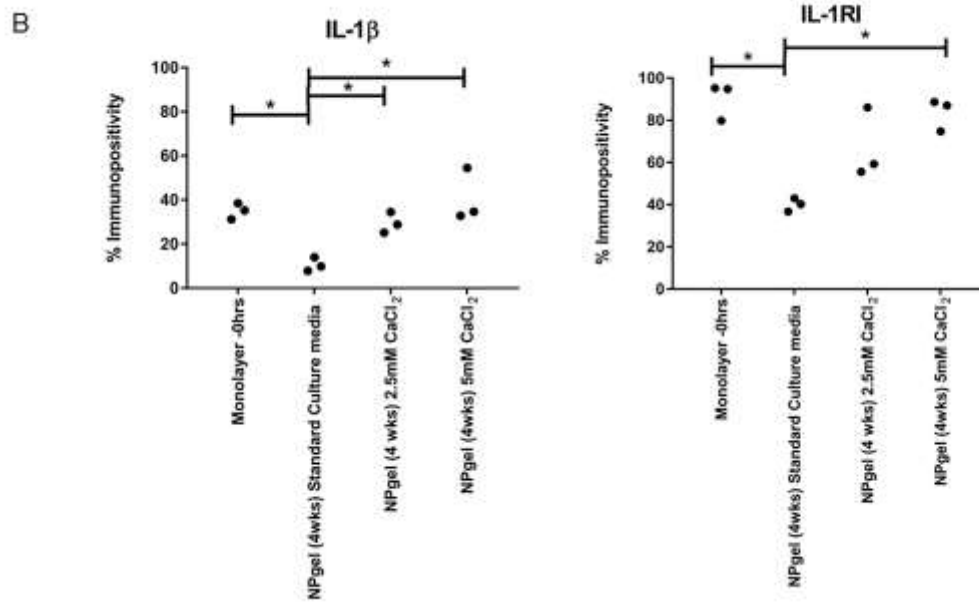 B
IL-1β
% Immunopositivity
100
80
60
40
20
0
*
*
*
Monolayer -0hrs
NPgel (4wks) Standard Culture media
NPgel (4 wks) 2.5mM CaCl₂
NPgel (4wks) 5mM CaCl₂
IL-1RI
% Immunopositivity
100
80
60
40
20
0
*
*
Monolayer -0hrs
NPgel (4wks) Standard Culture media
NPgel (4 wks) 2.5mM CaCl₂
NPgel (4wks) 5mM CaCl₂